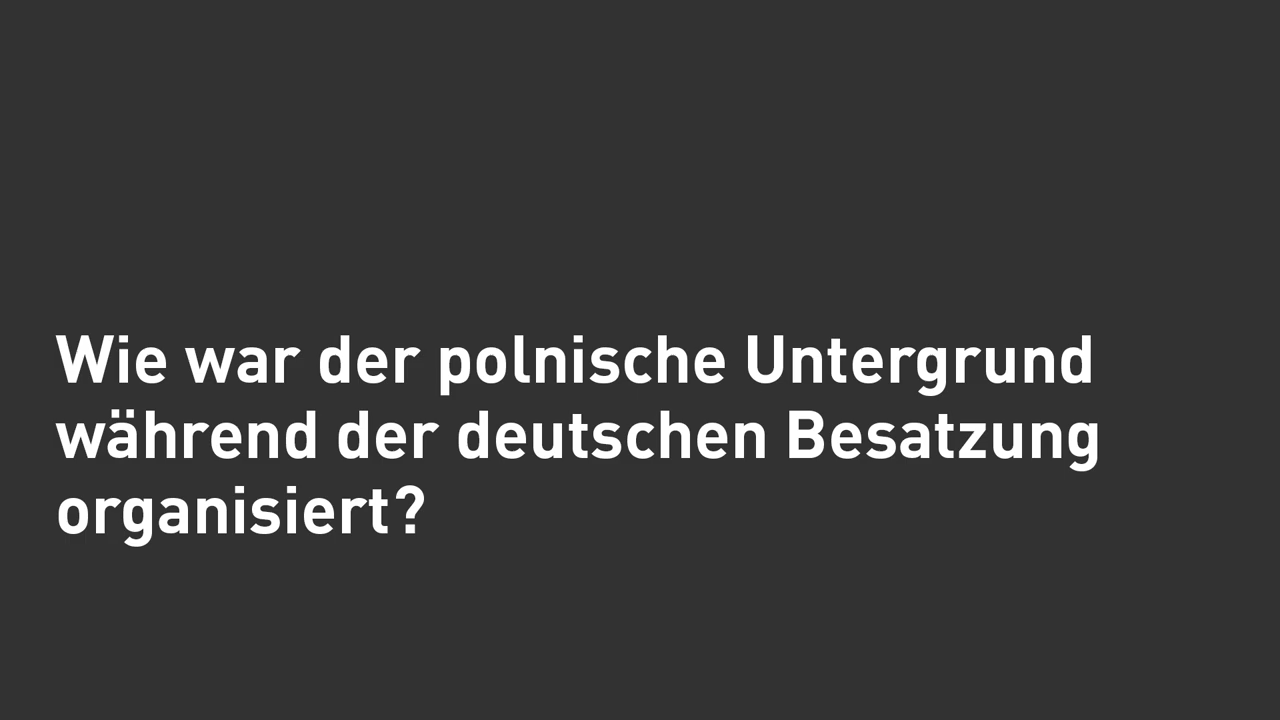 Wie war der polnische Untergrund
während der deutschen Besatzung
organisiert?